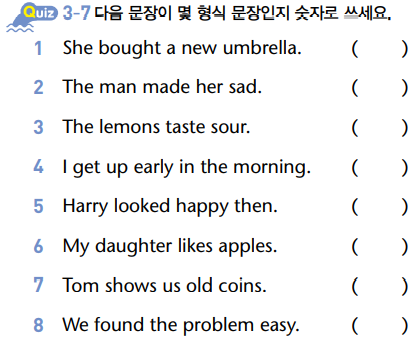 Quiz 3-7 다음 문장이 몇 형식 문장인지 숫자로 쓰세요.
1 She bought a new umbrella. ( )
2 The man made her sad. ( )
3 The lemons taste sour. ( )
4 I get up early in the morning. ( )
5 Harry looked happy then. ( )
6 My daughter likes apples. ( )
7 Tom shows us old coins. ( )
8 We found the problem easy. ( )